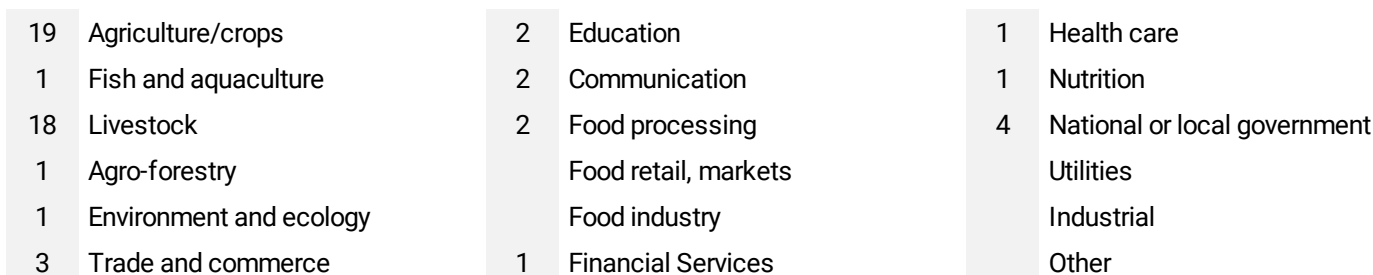 19 Agriculture/crops
1 Fish and aquaculture
18 Livestock
1 Agro-forestry
1 Environment and ecology
3 Trade and commerce
2 Education
2 Communication
2 Food processing
Food retail, markets
Food industry
1 Financial Services
1 Health care
1 Nutrition
4 National or local government
Utilities
Industrial
Other